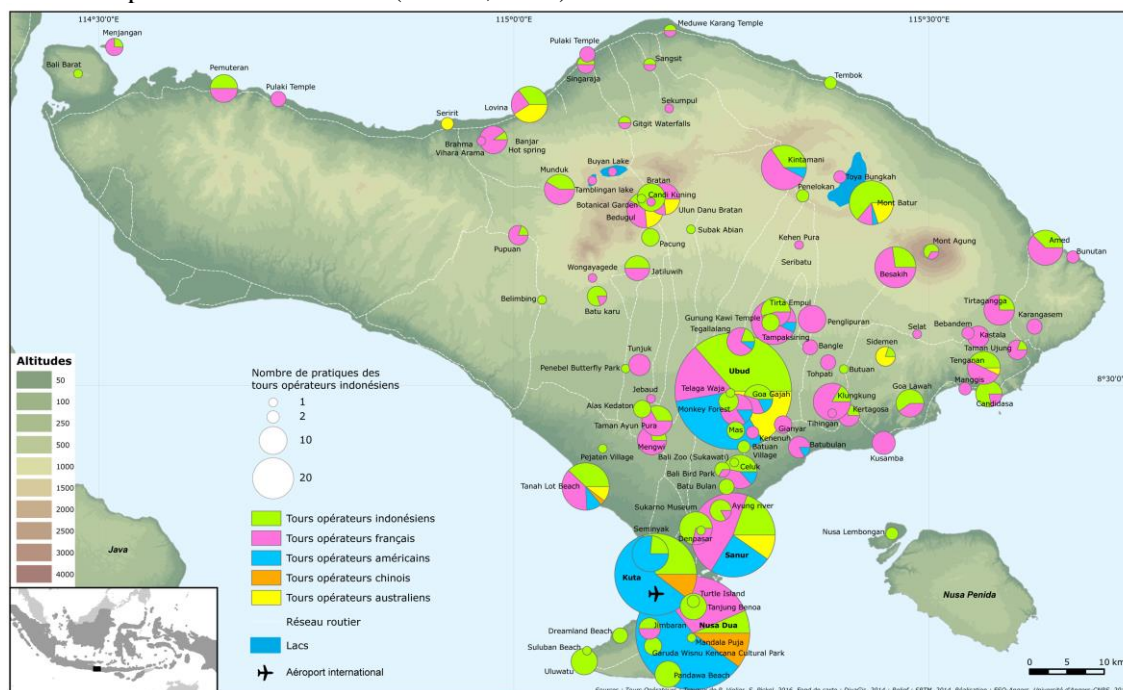 114°30'0"E
115°0'0"E
115°30'0"E
Menjangan
Meduwe Karang Temple
Bali Barat
Pulaki Temple
Pemuteran
Singaraja
Sangsit
Tembok
Pulaki Temple
Lovina
Sekumpul
Seririt
Gitgit Waterfalls
Brahma
Vihara Arama
Banjar
Hot spring
Buyan Lake
Kintamani
Munduk
Tamblingan lake
Bratan
Candi Kuning
Toya Bungkah
Penelokan
Botanical Garden
Ulun Danu Bratan
Mont Batur
Bedugul
Subak Abian
Pupuan
Pacung
Kehen Pura
Mont Agung
Amed
Bunutan
Seribatu
Wongayagede
Jatiluwih
Besakih
Belimbing
Batu karu
Tirta Empul
Tirtagangga
Gunung Kawi Temple
Penglipuran
Karangasem
Tegallalang
Tampaksiring
Selat
Bebandem
Kastala
Bangle
Sidemen
Taman Ujung
Tunjuk
Ubud
Tohpati
Tenganan
Penebel Butterfly Park
Butuan
8°30'0"E
Telaga Waja
Goa Gajah
Manggis
Jebaud
Klungkung
Goa Lawah
Alas Kedaton
Monkey Forest
Kertagosa
Candidasa
Taman Ayun Pura
Mas
Gianyar
Tihingan
Mengwi
Kenenuh
Pejaten Village
Batuan
Village
Batubulan
Kusamba
Bali Zoo (Sukawati)
Celuk
Bali Bird Park
Tanah Lot Beach
Batu Bulan
Sukarno Museum
Ayung river
Seminyak
Denpasar
Nusa Lembongan
Sanur
Kuta
Turtle Island
Tanjung Benoa
Nusa Penida
Jimbaran
Nusa Dua
Dreamland Beach
Mandala Puja
Suluban Beach
Garuda Wisnu Kencana Cultural Park
Uluwatu
Pandawa Beach
Java
Altitudes
50
100
250
500
1000
1500
2000
2500
3000
4000
Nombre de pratiques des
tours opérateurs indonésiens
1
2
10
20
Tours opérateurs indonésiens
Tours opérateurs français
Tours opérateurs américains
Tours opérateurs chinois
Tours opérateurs australiens
Réseau routier
Lacs
Aéroport international
0 5 10 km